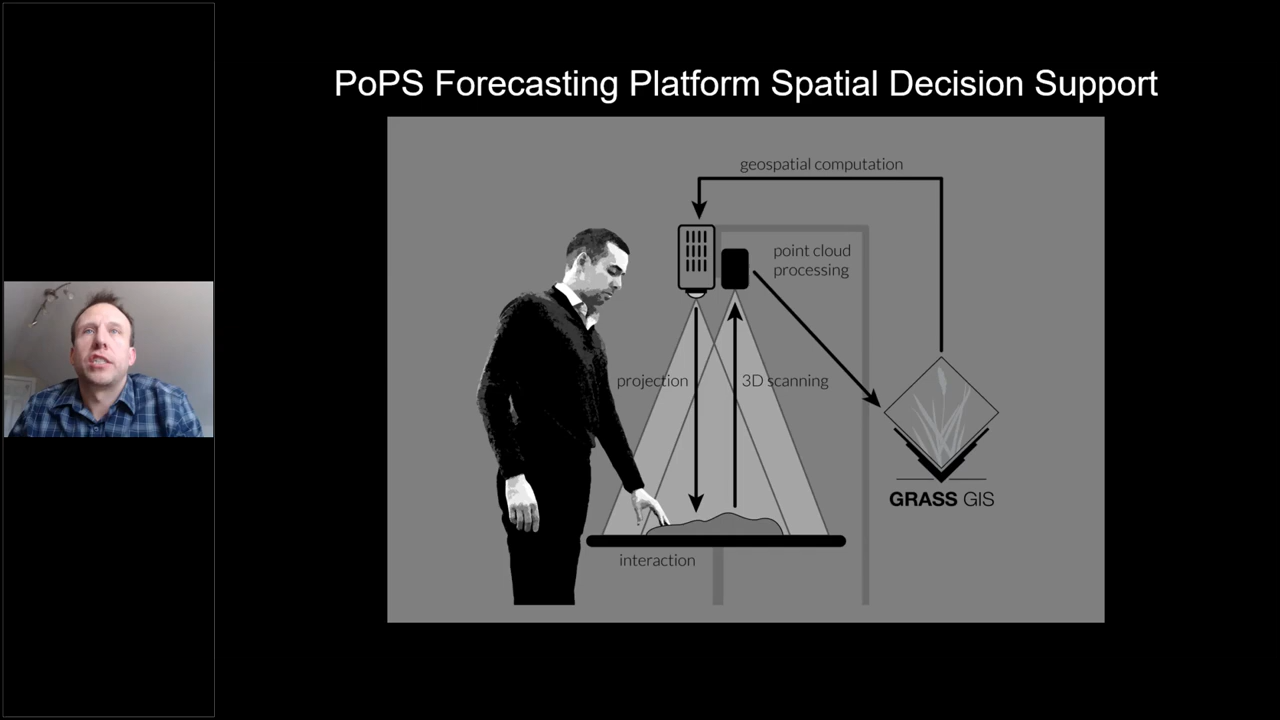 PoPS Forecasting Platform Spatial Decision Support
geospatial computation
point cloud
processing
projection
3D scanning
GRASS GIS
interaction